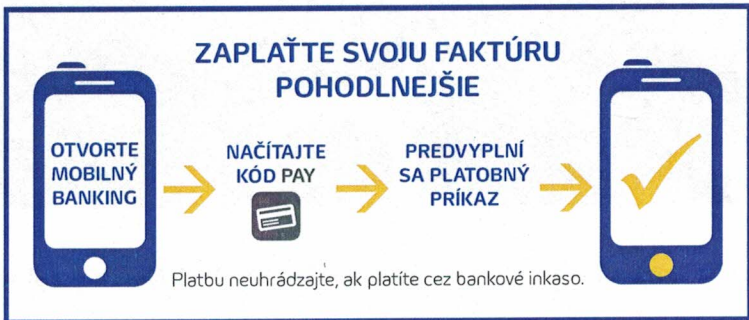 ZAPLAŤTE SVOJU FAKTÚRU
POHODLNEJŠIE
OTVORTE
MOBILNÝ
BANKING
NAČÍTAJTE
KÓD PAY
PREDVYPLNÍ
SA PLATOBNÝ
PRÍKAZ
Platbu neuhrádzajte, ak platíte cez bankové inkaso.